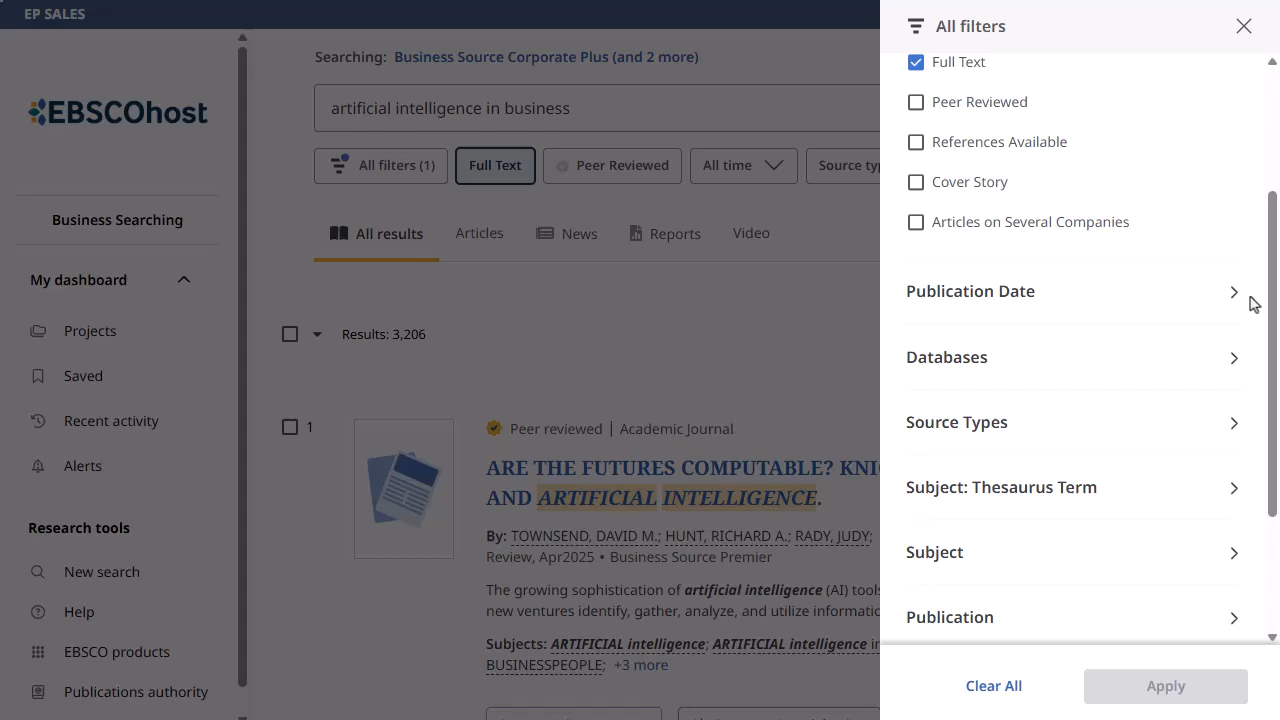 EP SALES
EBSCOhost
Business Searching
My dashboard
Projects
Saved
Recent activity
Alerts
Research tools
New search
Help
EBSCO products
Publications authority
Searching: Business Source Corporate Plus (and 2 more)
artificial intelligence in business
All filters (1)
Full Text
Peer Reviewed
All time
Source typ
All results
Articles
News
Reports
Video
Results: 3,206
1
Peer reviewed | Academic Journal
ARE THE FUTURES COMPUTABLE? KNI
AND ARTIFICIAL INTELLIGENCE.
By: TOWNSEND, DAVID M.; HUNT, RICHARD A.; RADY, JUDY;
Review, Apr2025 • Business Source Premier
The growing sophistication of artificial intelligence (AI) tools
new ventures identify, gather, analyze, and utilize informatio
Subjects: ARTIFICIAL intelligence; ARTIFICIAL intelligence in
BUSINESSPEOPLE; +3 more
All filters
Full Text
Peer Reviewed
References Available
Cover Story
Articles on Several Companies
Publication Date
Databases
Source Types
Subject: Thesaurus Term
Subject
Publication
Clear All
Apply